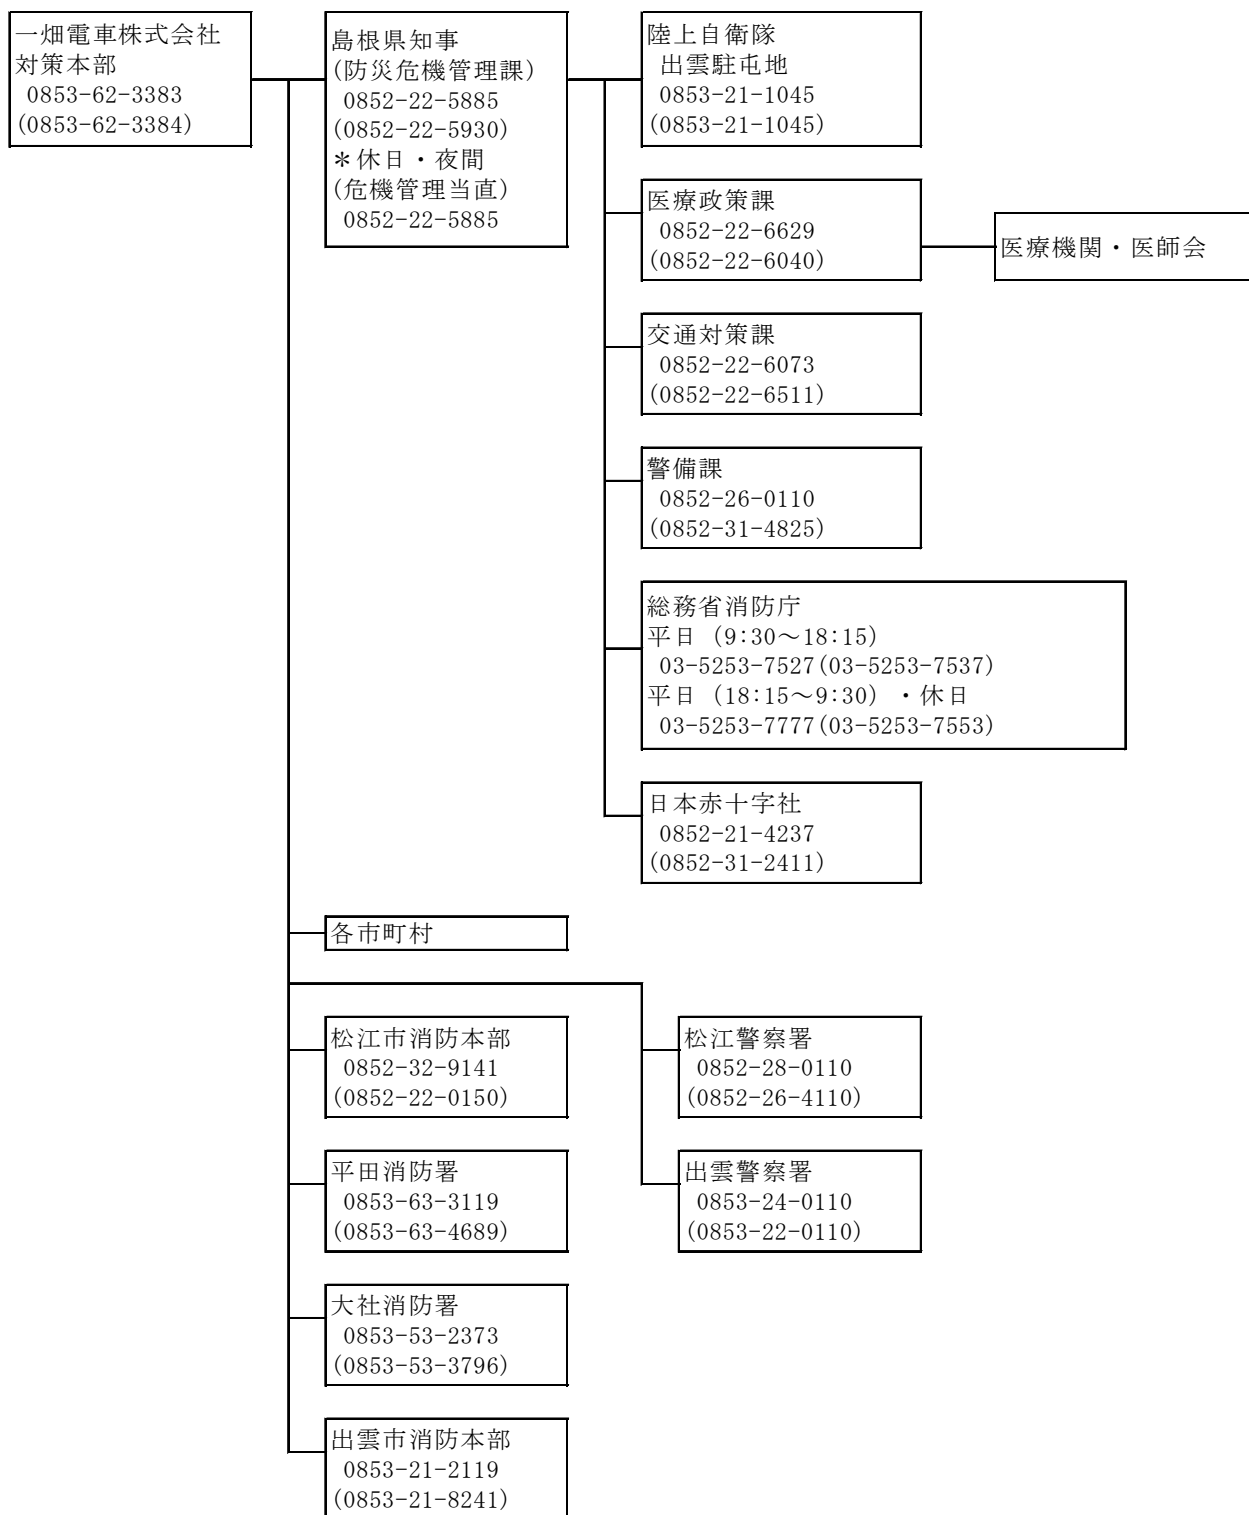 一畑電車株式会社
対策本部
0853-62-3383
(0853-62-3384)
島根県知事
(防災危機管理課)
0852-22-5885
(0852-22-5930)
＊休日・夜間
(危機管理当直)
0852-22-5885
陸上自衛隊
出雲駐屯地
0853-21-1045
(0853-21-1045)
医療政策課
0852-22-6629
(0852-22-6040)
医療機関・医師会
交通対策課
0852-22-6073
(0852-22-6511)
警備課
0852-26-0110
(0852-31-4825)
総務省消防庁
平日（9:30～18:15）
03-5253-7527(03-5253-7537)
平日（18:15～9:30）・休日
03-5253-7777(03-5253-7553)
日本赤十字社
0852-21-4237
(0852-31-2411)
各市町村
松江市消防本部
0852-32-9141
(0852-22-0150)
松江警察署
0852-28-0110
(0852-26-4110)
平田消防署
0853-63-3119
(0853-63-4689)
出雲警察署
0853-24-0110
(0853-22-0110)
大社消防署
0853-53-2373
(0853-53-3796)
出雲市消防本部
0853-21-2119
(0853-21-8241)